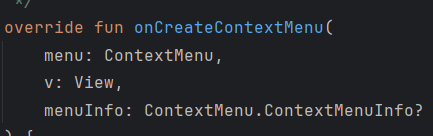 */
override fun onCreateContextMenu(
menu: ContextMenu,
v: View,
menuInfo: ContextMenu.ContextMenuInfo?
) {